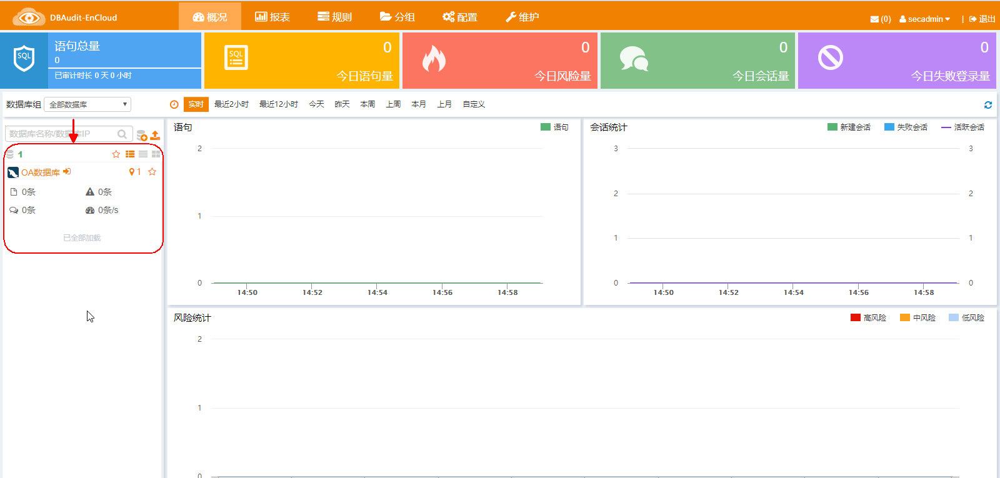 DBAudit-EnCloud
概况
报表
规则
分组
配置
维护
(0) secadmin | 退出
SQL
语句总量
0
已审计时长 0 天 0 小时
SQL
0
今日语句量
0
今日风险量
0
今日会话量
0
今日失败登录量
数据库组 全部数据库
实时 最近2小时 最近12小时 今天 昨天 本周 上周 本月 上月 自定义
数据库名称/数据库IP
1
OA数据库 1
0条 0条
0条 0条/s
已全部加载
语句
语句
2
1
0
14:50 14:52 14:54 14:56 14:58
会话统计
新建会话 失败会话 活跃会话
3 3
2 2
1 1
0 0
14:50 14:52 14:54 14:56 14:58
风险统计
高风险 中风险 低风险
2
1
0